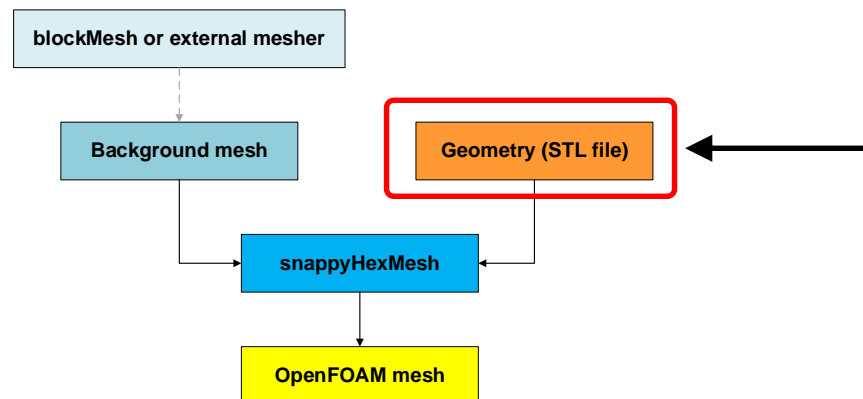 blockMesh or external mesher
Background mesh
Geometry (STL file)
snappyHexMesh
OpenFOAM mesh